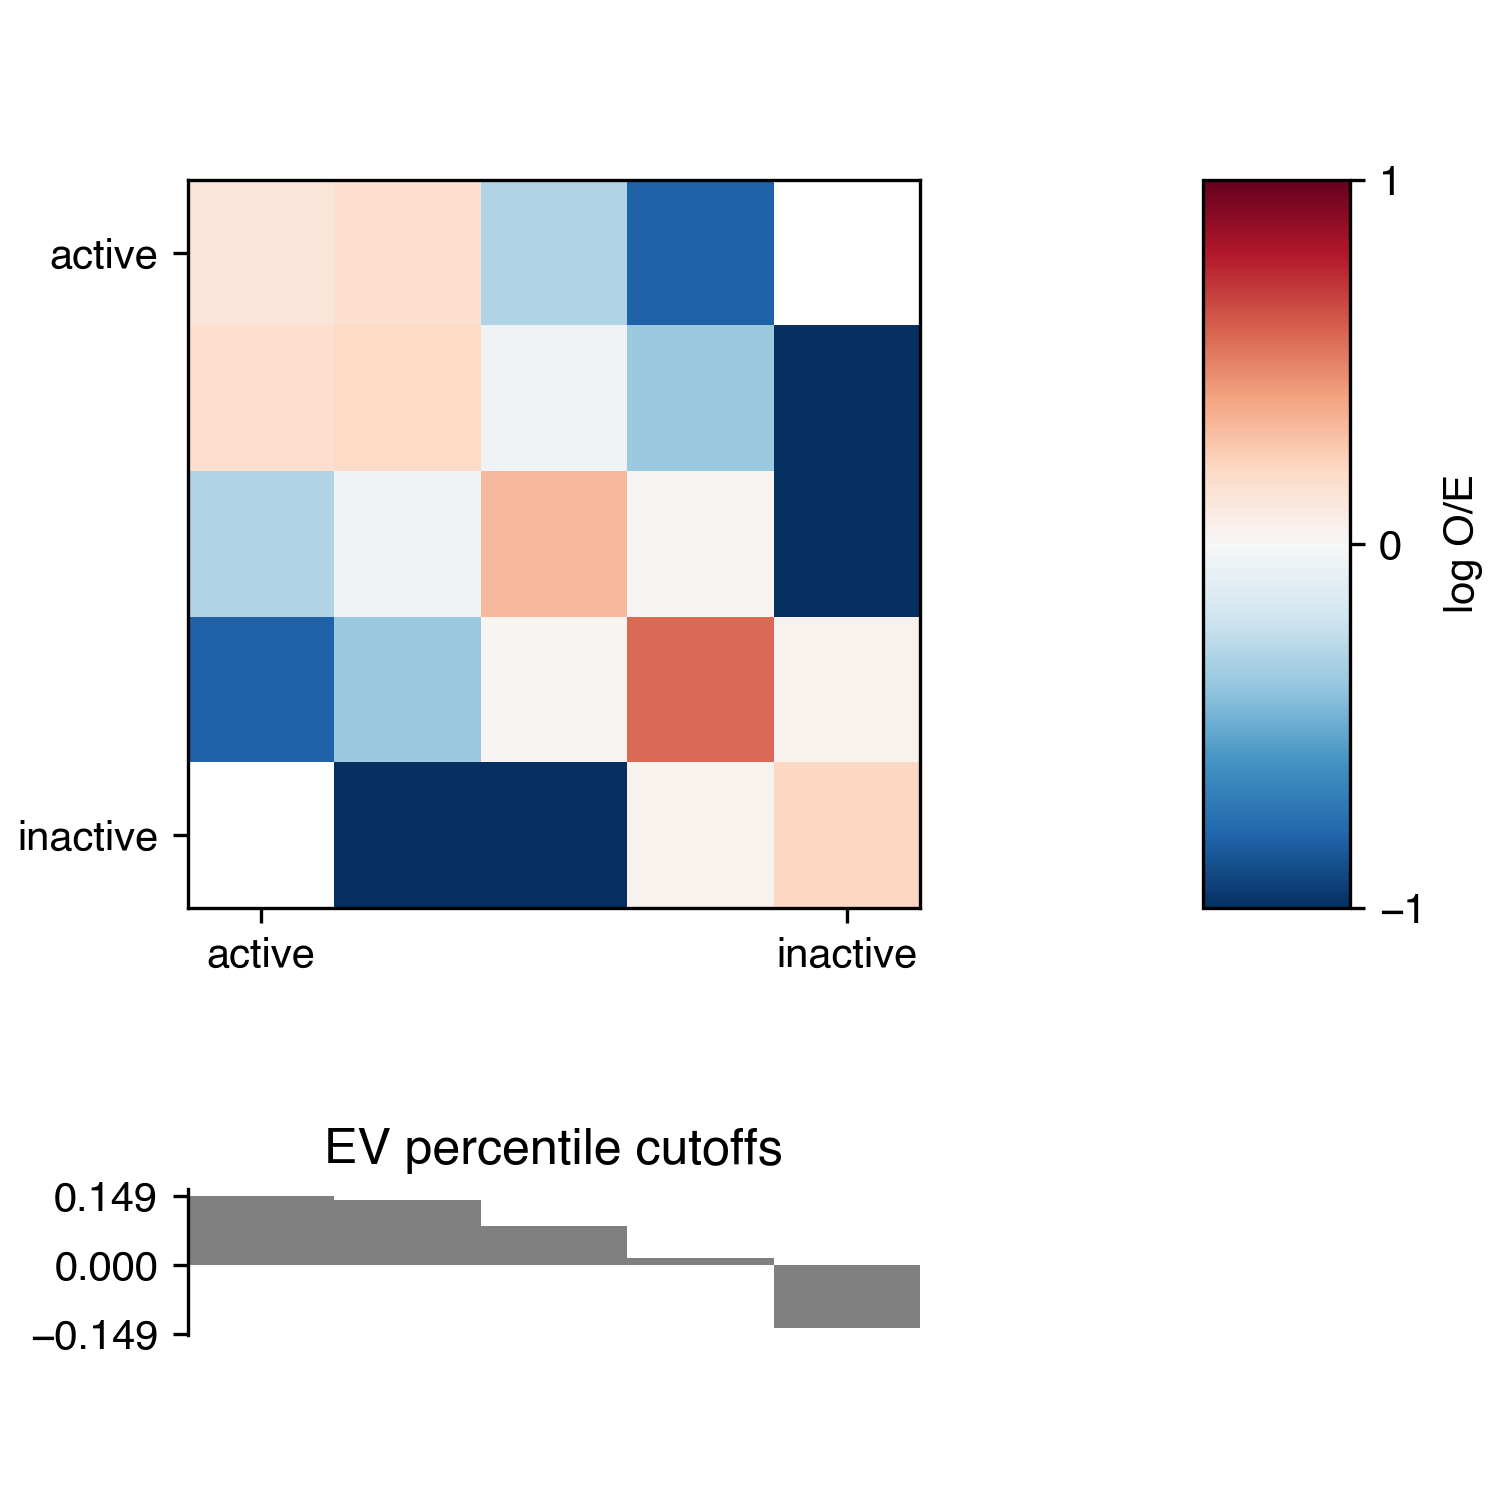 active
inactive
active
inactive
1
0
−1
log O/E
EV percentile cutoffs
0.149
0.000
−0.149